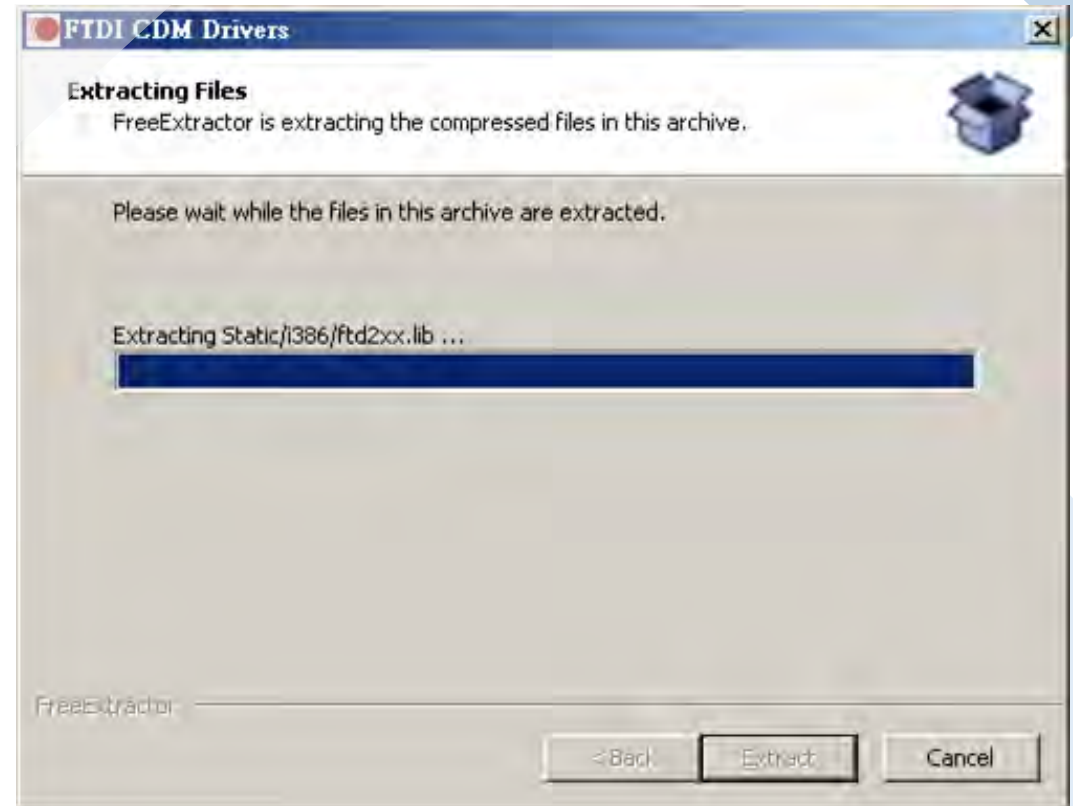 FTDI CDM Drivers
Extracting Files
FreeExtractor is extracting the compressed files in this archive.
Please wait while the files in this archive are extracted.
Extracting Static/i386/ftd2xx.lib ...
FreeExtractor
< Back
Extract
Cancel